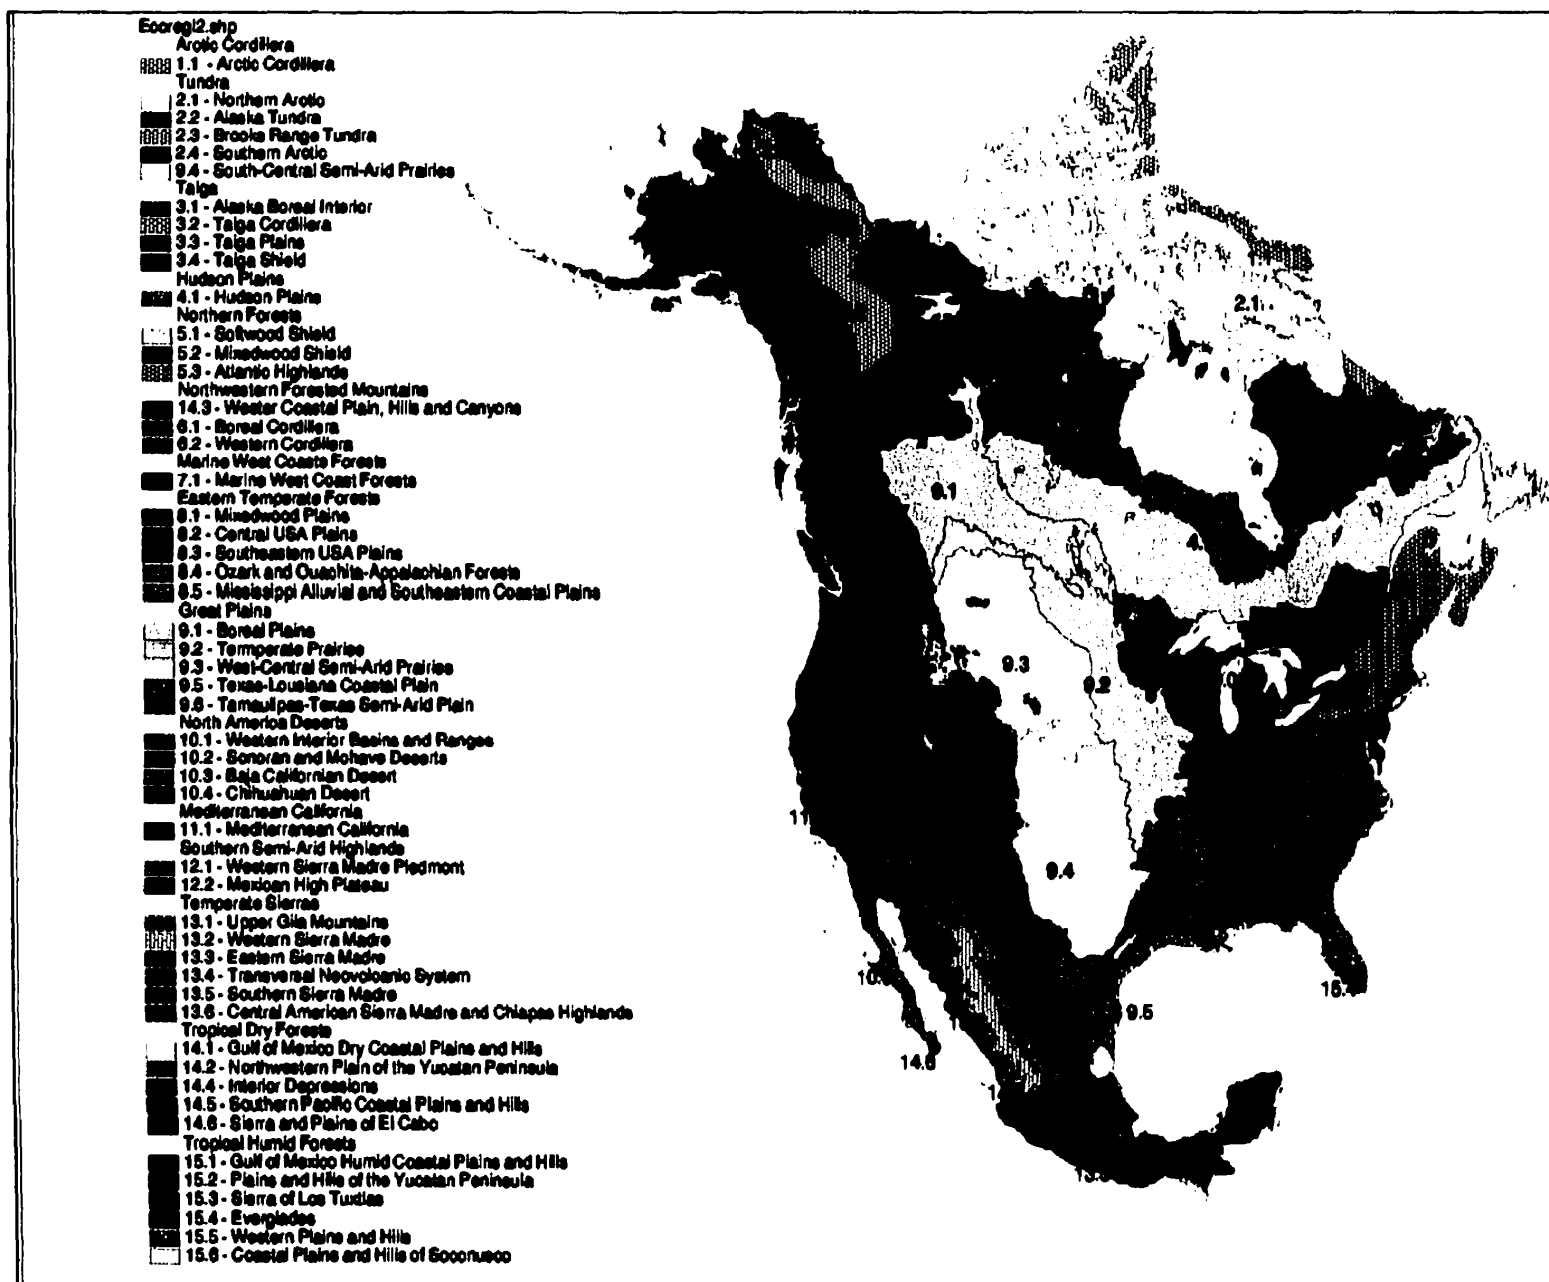 Ecoregl2.shp
Arctic Cordillera
1.1 - Arctic Cordillera
Tundra
2.1 - Northern Arctic
2.2 - Alaska Tundra
2.3 - Brooks Range Tundra
2.4 - Southern Arctic
9.4 - South-Central Semi-Arid Prairies
Taiga
3.1 - Alaska Boreal Interior
3.2 - Taiga Cordillera
3.3 - Taiga Plains
3.4 - Taiga Shield
Hudson Plains
4.1 - Hudson Plains
Northern Forests
5.1 - Softwood Shield
5.2 - Mixedwood Shield
5.3 - Atlantic Highlands
Northwestern Forested Mountains
14.3 - Wester Coastal Plain, Hills and Canyons
6.1 - Boreal Cordillera
6.2 - Western Cordillera
Marine West Coasts Forests
7.1 - Marine West Coast Forests
Eastern Temperate Forests
8.1 - Mixedwood Plains
8.2 - Central USA Plains
8.3 - Southeastern USA Plains
8.4 - Ozark and Ouachita-Appalachian Forests
8.5 - Mississippi Alluvial and Southeastern Coastal Plains
Great Plains
9.1 - Boreal Plains
9.2 - Termperate Prairies
9.3 - West-Central Semi-Arid Prairies
9.5 - Texas-Lousiana Coastal Plain
9.6 - Tamaulipas-Texas Semi-Arid Plain
North America Deserts
10.1 - Western Interior Basins and Ranges
10.2 - Sonoran and Mohave Deserts
10.3 - Baja Californian Desert
10.4 - Chihuahuan Desert
Mediterranean California
11.1 - Mediterranean California
Southern Semi-Arid Highlands
12.1 - Western Sierra Madre Piedmont
12.2 - Mexican High Plateau
Temperate Sierras
13.1 - Upper Gila Mountains
13.2 - Western Sierra Madre
13.3 - Eastern Sierra Madre
13.4 - Transversal Neovolcanic System
13.5 - Southern Sierra Madre
13.6 - Central American Sierra Madre and Chiapas Highlands
Tropical Dry Forests
14.1 - Gulf of Mexico Dry Coastal Plains and Hills
14.2 - Northwestern Plain of the Yucatan Peninsula
14.4 - Interior Depressions
14.5 - Southern Pacific Coastal Plains and Hills
14.6 - Sierra and Plains of El Cabo
Tropical Humid Forests
15.1 - Gulf of Mexico Humid Coastal Plains and Hills
15.2 - Plains and Hills of the Yucatan Peninsula
15.3 - Sierra of Los Tuxtlas
15.4 - Everglades
15.5 - Western Plains and Hills
15.6 - Coastal Plains and Hills of Soconusco
2.1
9.1
9.3
9.2
9.4
9.5
14.6